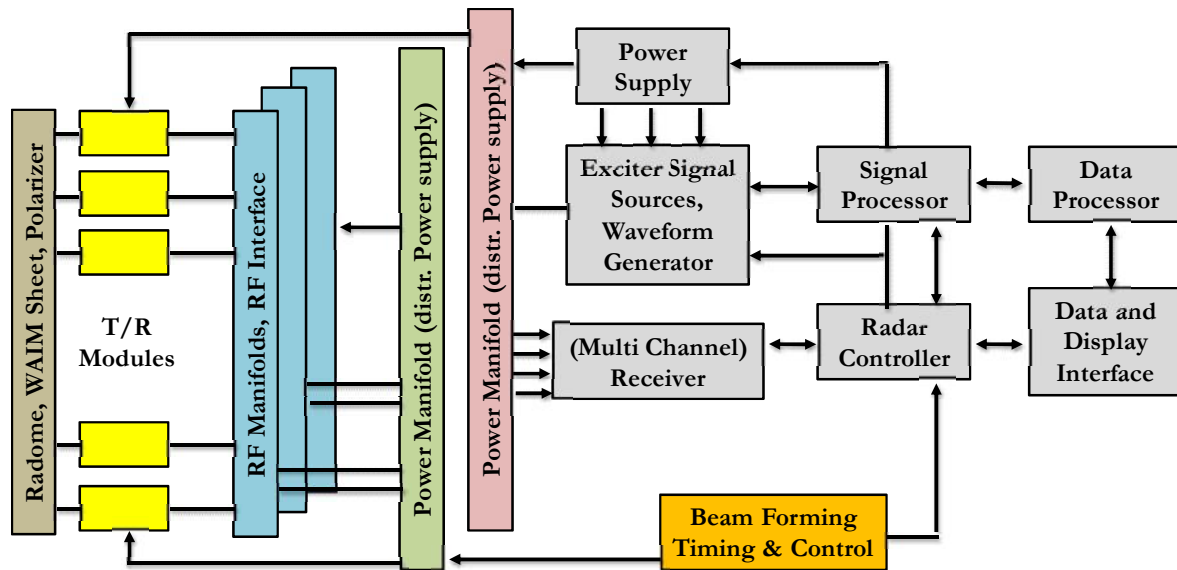 Radome, WAIM Sheet, Polarizer
T/R
Modules
RF Manifolds, RF Interface
Power Manifold (distr. Power supply)
Power Manifold (distr. Power supply)
Power
Supply
Exciter Signal
Sources,
Waveform
Generator
(Multi Channel)
Receiver
Signal
Processor
Radar
Controller
Data
Processor
Data and
Display
Interface
Beam Forming
Timing & Control